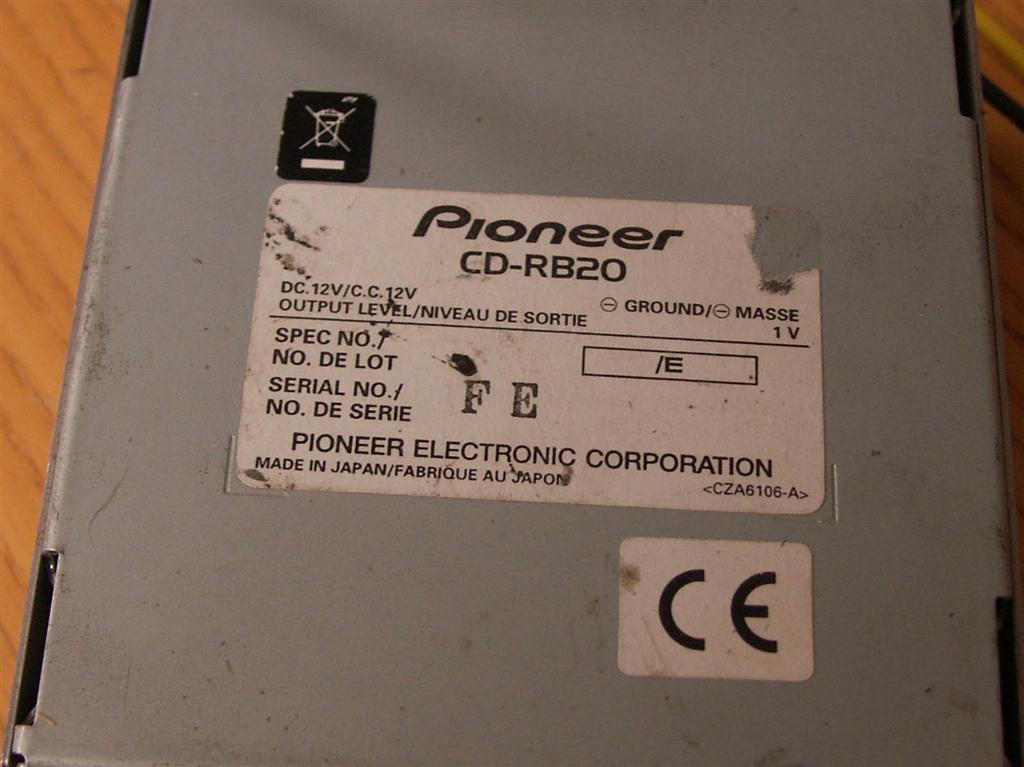 Pioneer
CD-RB20
DC.12V/C.C.12V
⊖ GROUND/⊖ MASSE
OUTPUT LEVEL/NIVEAU DE SORTIE 1 V
SPEC NO./
NO. DE LOT
/E
SERIAL NO./
NO. DE SERIE
F E
PIONEER ELECTRONIC CORPORATION
MADE IN JAPAN/FABRIQUE AU JAPON
<CZA6106-A>
CE